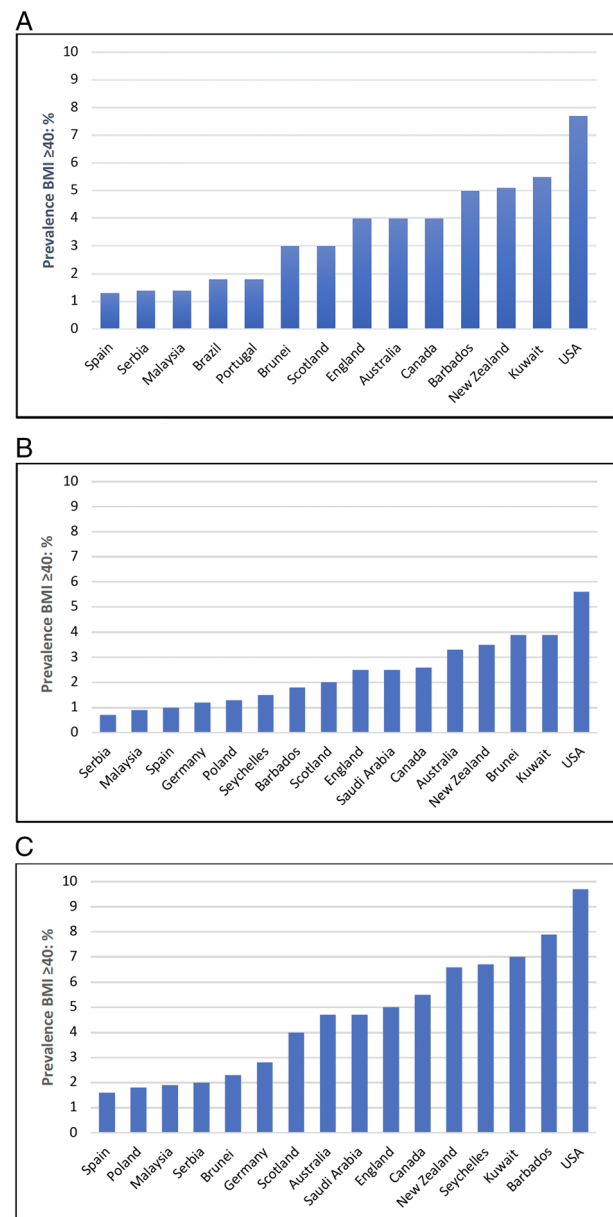 A
Prevalence BMI ≥40: %
10
9
8
7
6
5
4
3
2
1
0
Spain
Serbia
Malaysia
Brazil
Portugal
Brunei
Scotland
England
Australia
Canada
Barbados
New Zealand
Kuwait
USA
B
Prevalence BMI ≥40: %
10
9
8
7
6
5
4
3
2
1
0
Serbia
Malaysia
Spain
Germany
Poland
Seychelles
Barbados
Scotland
England
Saudi Arabia
Canada
Australia
New Zealand
Brunei
Kuwait
USA
C
Prevalence BMI ≥40: %
10
9
8
7
6
5
4
3
2
1
0
Spain
Poland
Malaysia
Serbia
Brunei
Germany
Scotland
Australia
Saudi Arabia
England
Canada
New Zealand
Seychelles
Kuwait
Barbados
USA